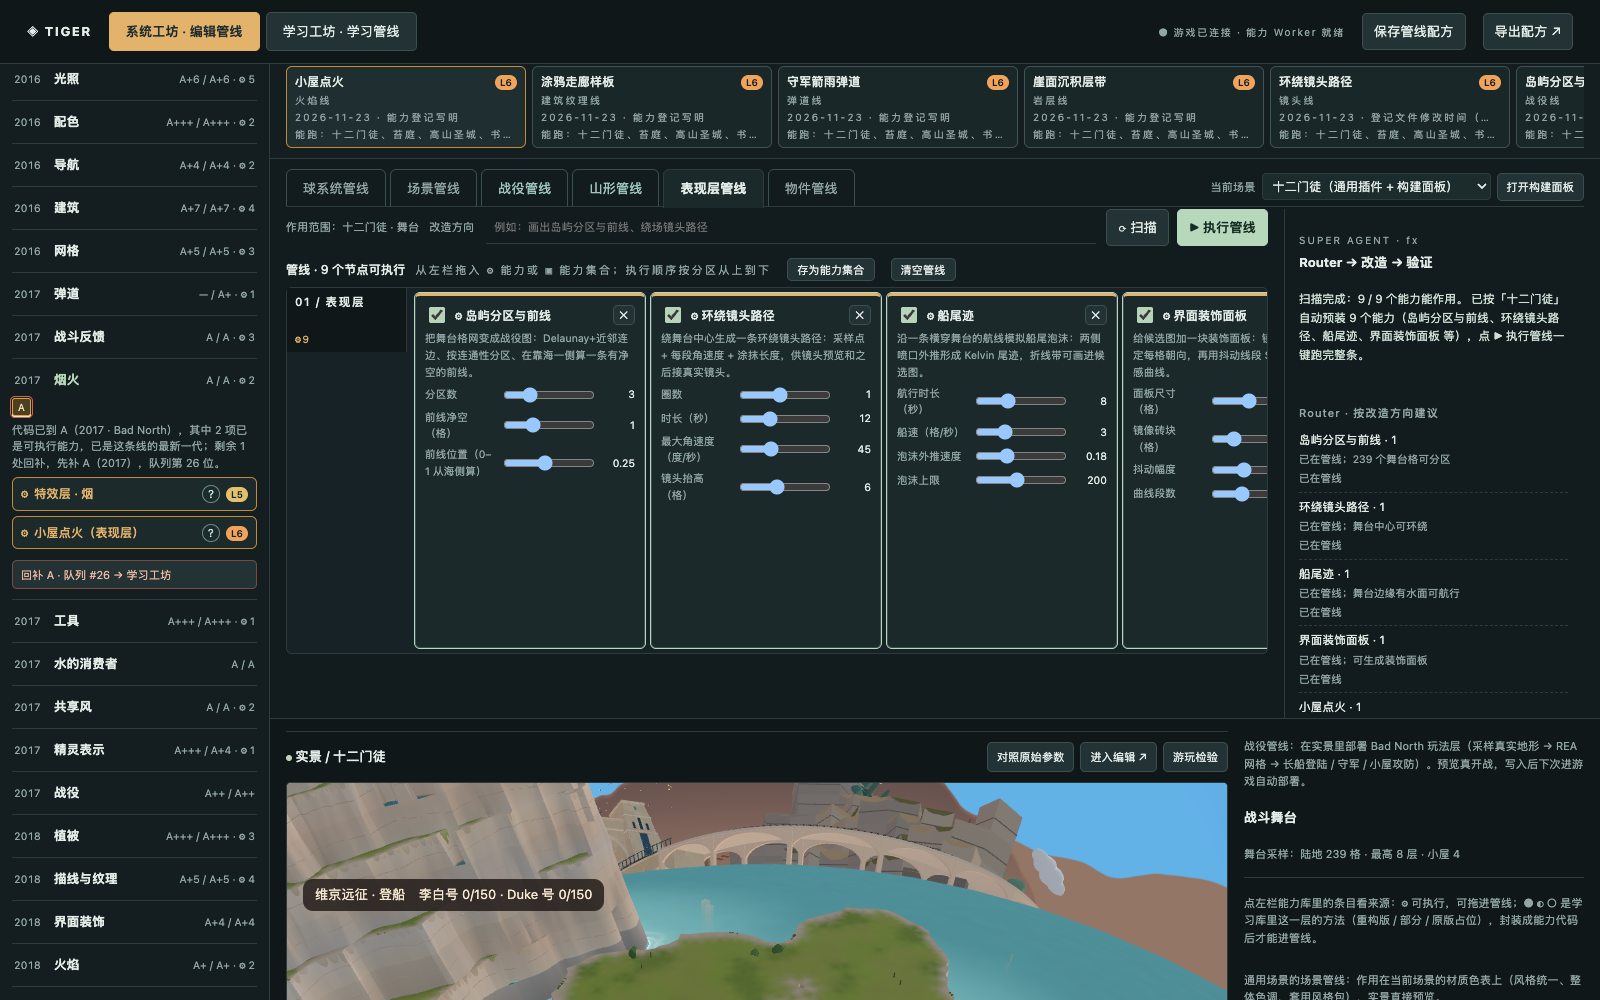 ◈ TIGER
系统工坊 · 编辑管线
学习工坊 · 学习管线
游戏已连接 · 能力 Worker 就绪
保存管线配方
导出配方 ↗
2016 光照 A+6 / A+6 · ⚙ 5
2016 配色 A+++ / A+++ · ⚙ 2
2016 导航 A+4 / A+4 · ⚙ 2
2016 建筑 A+7 / A+7 · ⚙ 4
2016 网格 A+5 / A+5 · ⚙ 3
2017 弹道 — / A+ · ⚙ 1
2017 战斗反馈 A / A · ⚙ 3
2017 烟火 A / A · ⚙ 2
A
代码已到 A（2017 · Bad North），其中 2 项已
是可执行能力，已是这条线的最新一代；剩余 1
处回补，先补 A（2017），队列第 26 位。
⚙ 特效层 · 烟 ? L5
⚙ 小屋点火（表现层） ? L6
回补 A · 队列 #26 → 学习工坊
2017 工具 A+++ / A+++ · ⚙ 1
2017 水的消费者 A / A
2017 共享风 A / A · ⚙ 2
2017 精灵表示 A+++ / A+4 · ⚙ 1
2017 战役 A++ / A++
2018 植被 A+++ / A+++ · ⚙ 3
2018 描线与纹理 A+5 / A+5 · ⚙ 4
2018 界面装饰 A+4 / A+4
2018 火焰 A+ / A+ · ⚙ 2
小屋点火 L6
火焰线
2026-11-23 · 能力登记写明
能跑：十二门徒、苔庭、高山圣城、书...
涂鸦走廊样板 L6
建筑纹理线
2026-11-23 · 能力登记写明
能跑：十二门徒、苔庭、高山圣城、书...
守军箭雨弹道 L6
弹道线
2026-11-23 · 能力登记写明
能跑：十二门徒、苔庭、高山圣城、书...
崖面沉积层带 L6
岩层线
2026-11-23 · 能力登记写明
能跑：十二门徒、苔庭、高山圣城、书...
环绕镜头路径 L6
镜头线
2026-11-23 · 登记文件修改时间（...
能跑：十二门徒、苔庭、高山圣城、书...
岛屿分区与
战役线
2026-11-2
能跑：十二
球系统管线
场景管线
战役管线
山形管线
表现层管线
物件管线
当前场景 十二门徒（通用插件 + 构建面板）
打开构建面板
作用范围：十二门徒 · 舞台 改造方向 例如：画出岛屿分区与前线、绕场镜头路径
⟳ 扫描
▶ 执行管线
管线 · 9 个节点可执行 从左栏拖入 ⚙ 能力或 ▣ 能力集合；执行顺序按分区从上到下
存为能力集合
清空管线
01 / 表现层
⚙9
⚙ 岛屿分区与前线 ✕
把舞台格网变成战役图：Delaunay+近邻连
边、按连通性分区、在靠海一侧算一条有净
空的前线。
分区数 3
前线净空
（格） 1
前线位置（0–
1 从海侧算） 0.25
⚙ 环绕镜头路径 ✕
绕舞台中心生成一条环绕镜头路径：采样点
+ 每段角速度 + 涂抹长度，供镜头预览和之
后接真实镜头。
圈数 1
时长（秒） 12
最大角速度
（度/秒） 45
镜头抬高
（格） 6
⚙ 船尾迹 ✕
沿一条横穿舞台的航线模拟船尾泡沫：两侧
喷口外推形成 Kelvin 尾迹，折线带可画进候
选图。
航行时长
（秒） 8
船速（格/秒） 3
泡沫外推速度 0.18
泡沫上限 200
⚙ 界面装饰面板
给候选图加一块装饰面板：
定每格朝向，再用抖动线段
感曲线。
面板尺寸
（格）
镜像砖块
（格）
抖动幅度
曲线段数
SUPER AGENT · fx
Router → 改造 → 验证
扫描完成：9 / 9 个能力能作用。 已按「十二门徒」
自动预装 9 个能力（岛屿分区与前线、环绕镜头路
径、船尾迹、界面装饰面板 等），点 ▶ 执行管线一
键跑完整条。
Router · 按改造方向建议
岛屿分区与前线 · 1
已在管线；239 个舞台格可分区
已在管线
环绕镜头路径 · 1
已在管线；舞台中心可环绕
已在管线
船尾迹 · 1
已在管线；舞台边缘有水面可航行
已在管线
界面装饰面板 · 1
已在管线；可生成装饰面板
已在管线
小屋点火 · 1
实景 / 十二门徒
对照原始参数
进入编辑 ↗
游玩检验
维京远征 · 登船 李白号 0/150 · Duke 号 0/150
战役管线：在实景里部署 Bad North 玩法层（采样真实地形 → REA
网格 → 长船登陆 / 守军 / 小屋攻防）。预览真开战，写入后下次进游
戏自动部署。
战斗舞台
舞台采样：陆地 239 格 · 最高 8 层 · 小屋 4
点左栏能力库里的条目看来源：⚙ 可执行，可拖进管线；● ◐ ○ 是学
习库里这一层的方法（重构版 / 部分 / 原版占位），封装成能力代码
后才能进管线。
通用场景的场景管线：作用在当前场景的材质色表上（风格统一、整
体色调、套用风格包），实景直接预览。